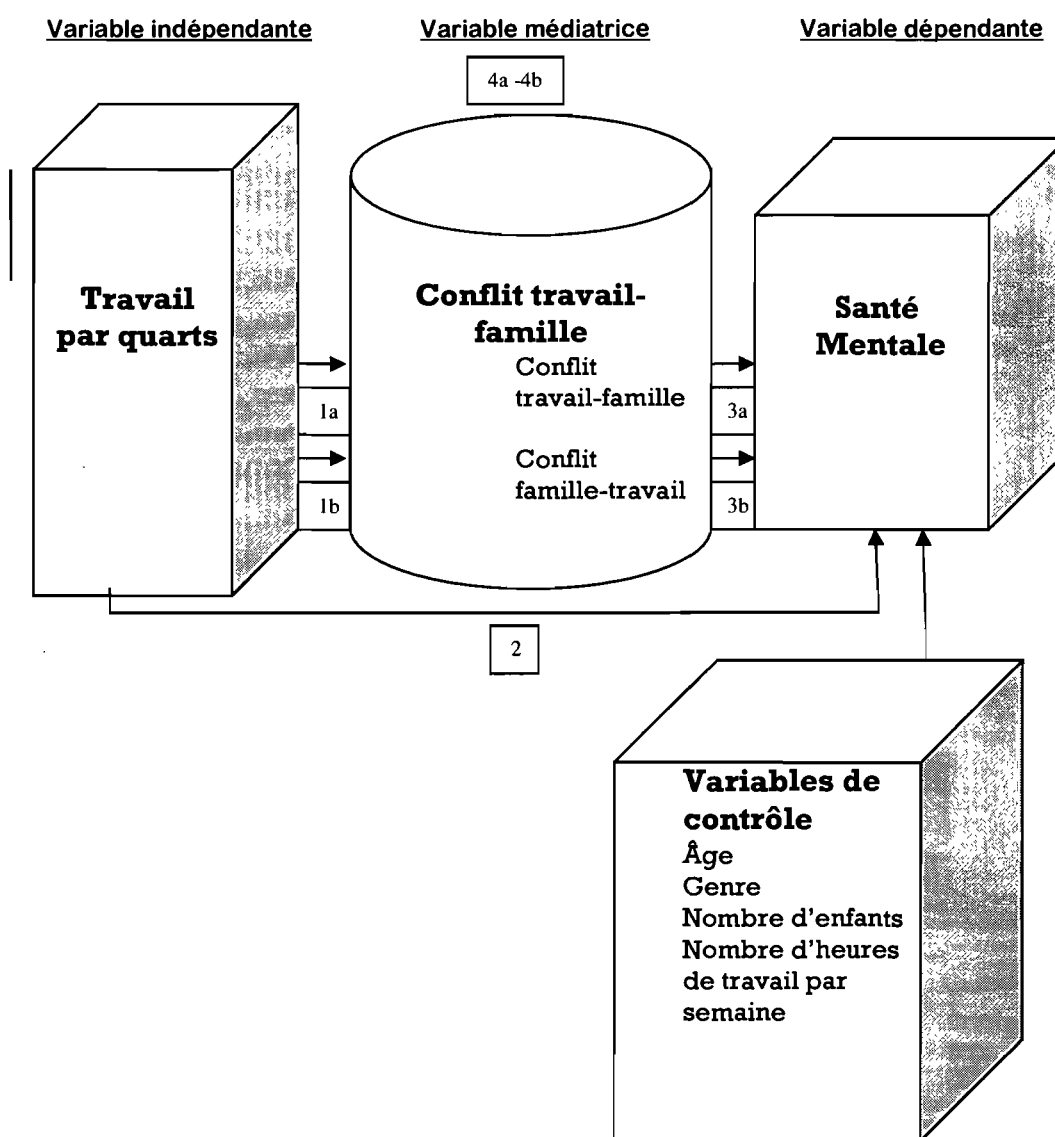 Variable indépendante
Variable médiatrice
Variable dépendante
4a -4b
Travail
par quarts
Conflit travail-
famille
Conflit
travail-famille
Conflit
famille-travail
Santé
Mentale
1a
3a
1b
3b
2
Variables de
contrôle
Âge
Genre
Nombre d'enfants
Nombre d'heures
de travail par
semaine